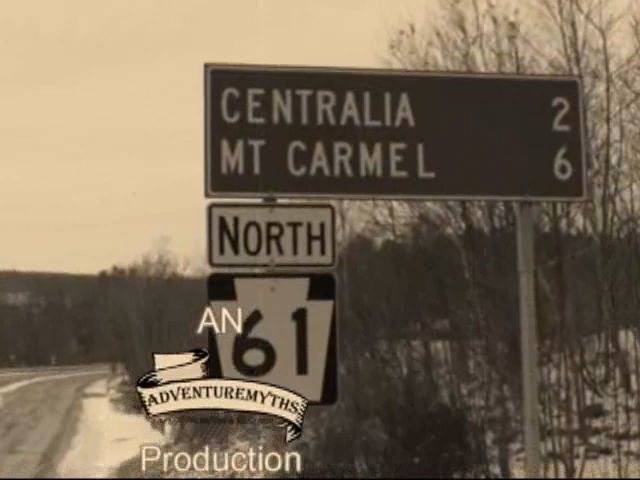 CENTRALIA 2
MT CARMEL 6
NORTH
61
AN
ADVENTUREMYTHS
Production